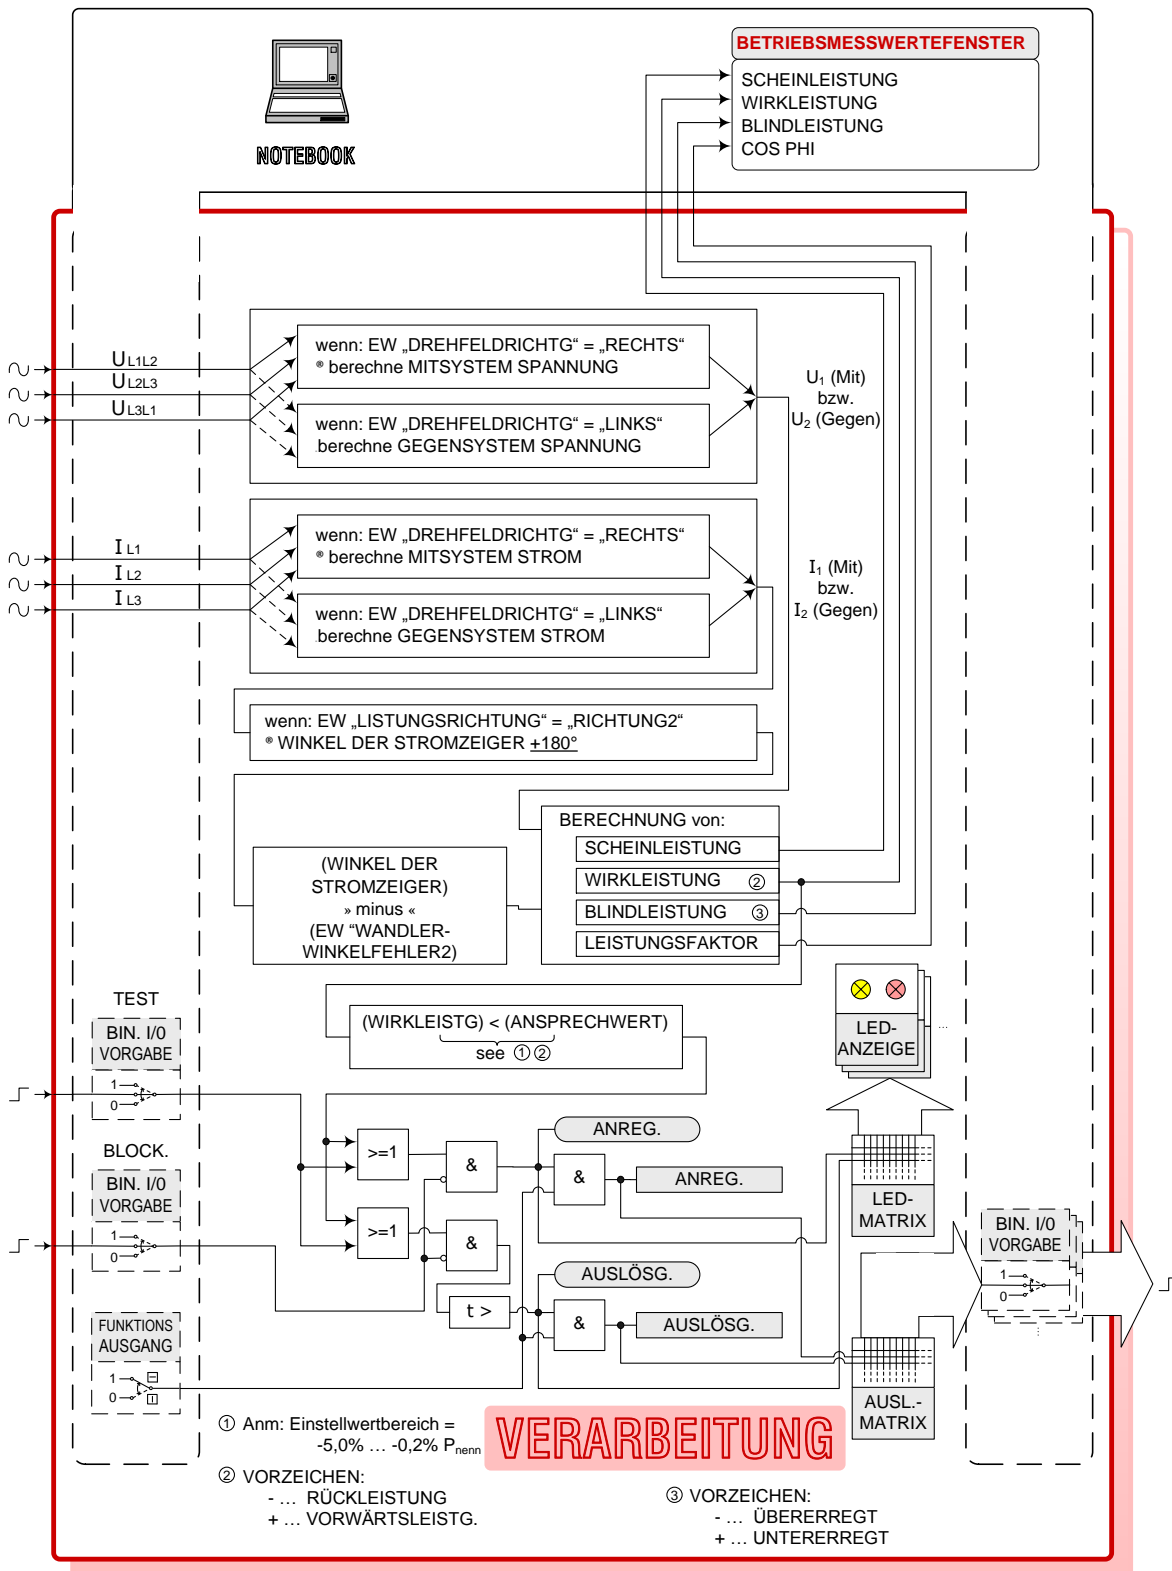 NOTEBOOK
BETRIEBSMESSWERTEFENSTER
SCHEINLEISTUNG
WIRKLEISTUNG
BLINDLEISTUNG
COS PHI
UL1L2
UL2L3
UL3L1
wenn: EW „DREHFELDRICHTG“ = „RECHTS“
® berechne MITSYSTEM SPANNUNG
wenn: EW „DREHFELDRICHTG“ = „LINKS“
berechne GEGENSYSTEM SPANNUNG
U1 (Mit)
bzw.
U2 (Gegen)
I L1
I L2
I L3
wenn: EW „DREHFELDRICHTG“ = „RECHTS“
® berechne MITSYSTEM STROM
wenn: EW „DREHFELDRICHTG“ = „LINKS“
berechne GEGENSYSTEM STROM
I1 (Mit)
bzw.
I2 (Gegen)
wenn: EW „LISTUNGSRICHTUNG“ = „RICHTUNG2“
® WINKEL DER STROMZEIGER +180°
(WINKEL DER
STROMZEIGER)
» minus «
(EW “WANDLER-
WINKELFEHLER2)
BERECHNUNG von:
SCHEINLEISTUNG
WIRKLEISTUNG ②
BLINDLEISTUNG ③
LEISTUNGSFAKTOR
(WIRKLEISTG) < (ANSPRECHWERT)
see ① ②
LED-
ANZEIGE
...
TEST
BIN. I/0
VORGABE
1
0
BLOCK.
BIN. I/0
VORGABE
1
0
FUNKTIONS
AUSGANG
1
0
>=1
&
>=1
&
t >
&
&
ANREG.
ANREG.
AUSLÖSG.
AUSLÖSG.
LED-
MATRIX
AUSL.-
MATRIX
BIN. I/0
VORGABE
1
0
...
① Anm: Einstellwertbereich =
-5,0% ... -0,2% Pnenn
VERARBEITUNG
② VORZEICHEN:
- ... RÜCKLEISTUNG
+ ... VORWÄRTSLEISTG.
③ VORZEICHEN:
- ... ÜBERERREGT
+ ... UNTERERREGT